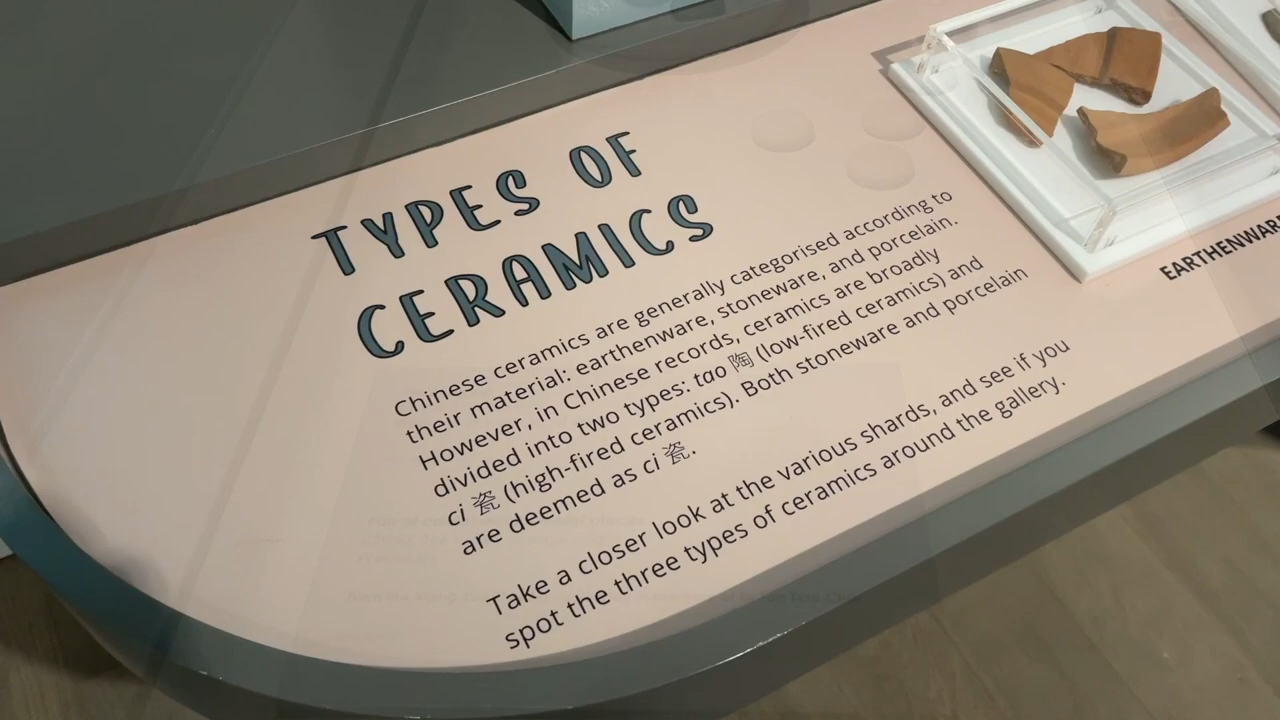 TYPES OF
CERAMICS
Chinese ceramics are generally categorised according to
their material: earthenware, stoneware, and porcelain.
However, in Chinese records, ceramics are broadly
divided into two types: tao 陶 (low-fired ceramics) and
ci 瓷 (high-fired ceramics). Both stoneware and porcelain
are deemed as ci 瓷.
Take a closer look at the various shards, and see if you
spot the three types of ceramics around the gallery.
EARTHENWARE